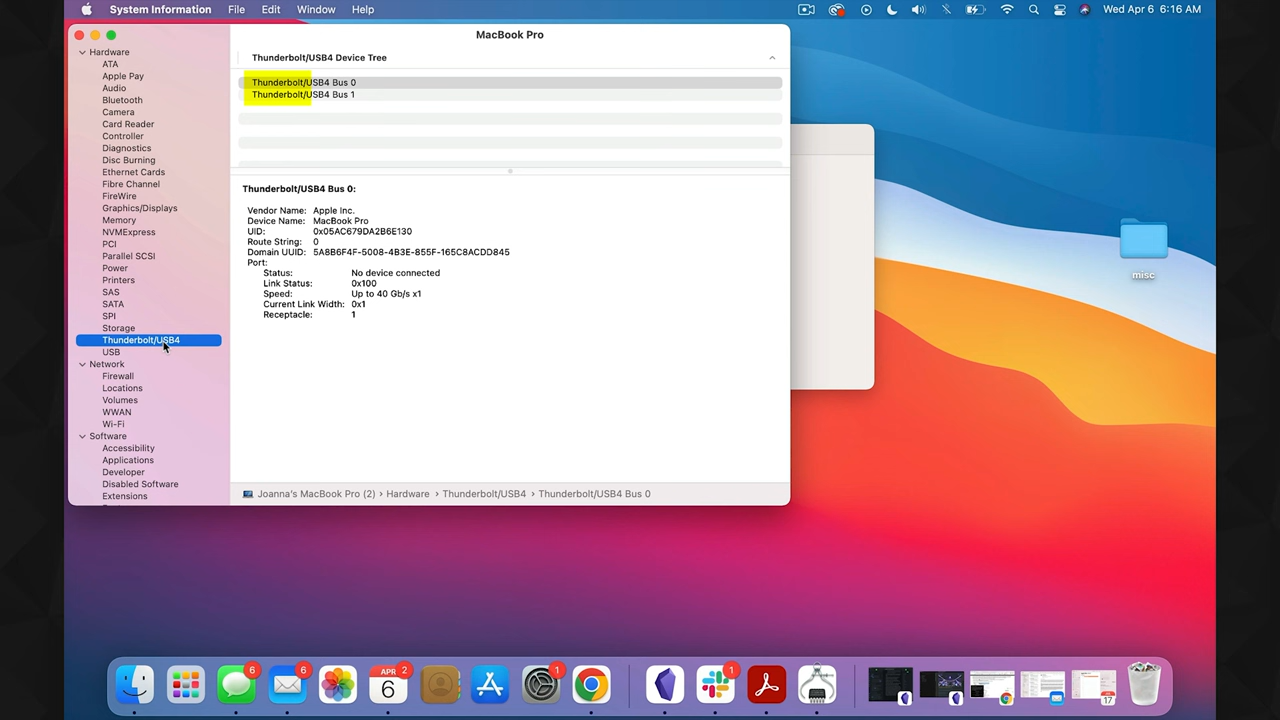 System Information File Edit Window Help
Wed Apr 6 6:16 AM
MacBook Pro
Hardware
ATA
Apple Pay
Audio
Bluetooth
Camera
Card Reader
Controller
Diagnostics
Disc Burning
Ethernet Cards
Fibre Channel
FireWire
Graphics/Displays
Memory
NVMExpress
PCI
Parallel SCSI
Power
Printers
SAS
SATA
SPI
Storage
Thunderbolt/USB4
USB
Network
Firewall
Locations
Volumes
WWAN
Wi-Fi
Software
Accessibility
Applications
Developer
Disabled Software
Extensions
Thunderbolt/USB4 Device Tree
Thunderbolt/USB4 Bus 0
Thunderbolt/USB4 Bus 1
Thunderbolt/USB4 Bus 0:
Vendor Name: Apple Inc.
Device Name: MacBook Pro
UID: 0x05AC679DA2B6E130
Route String: 0
Domain UUID: 5A8B6F4F-5008-4B3E-855F-165C8ACDD845
Port:
Status: No device connected
Link Status: 0x100
Speed: Up to 40 Gb/s x1
Current Link Width: 0x1
Receptacle: 1
Joanna's MacBook Pro (2) › Hardware › Thunderbolt/USB4 › Thunderbolt/USB4 Bus 0
misc
6
6
APR
6
2
1
1
17